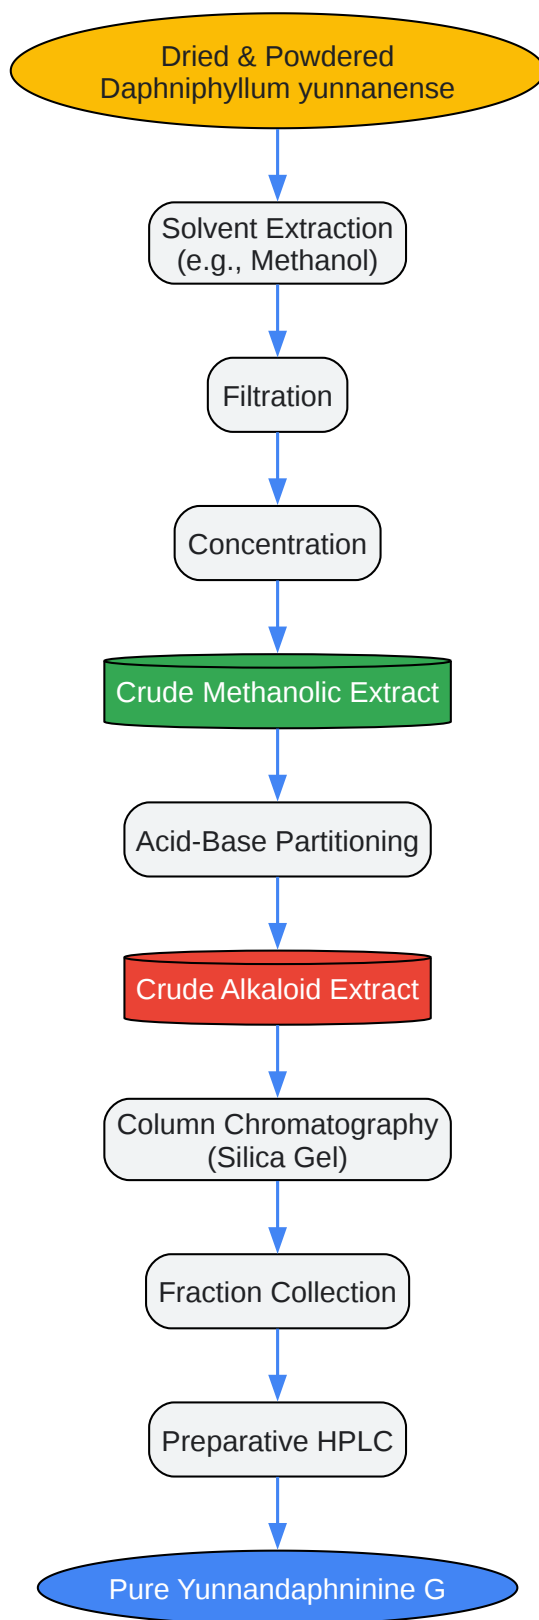 Dried & Powdered
Daphniphyllum yunnanense
Solvent Extraction
(e.g., Methanol)
Filtration
Concentration
Crude Methanolic Extract
Acid-Base Partitioning
Crude Alkaloid Extract
Column Chromatography
(Silica Gel)
Fraction Collection
Preparative HPLC
Pure Yunnandaphninine G